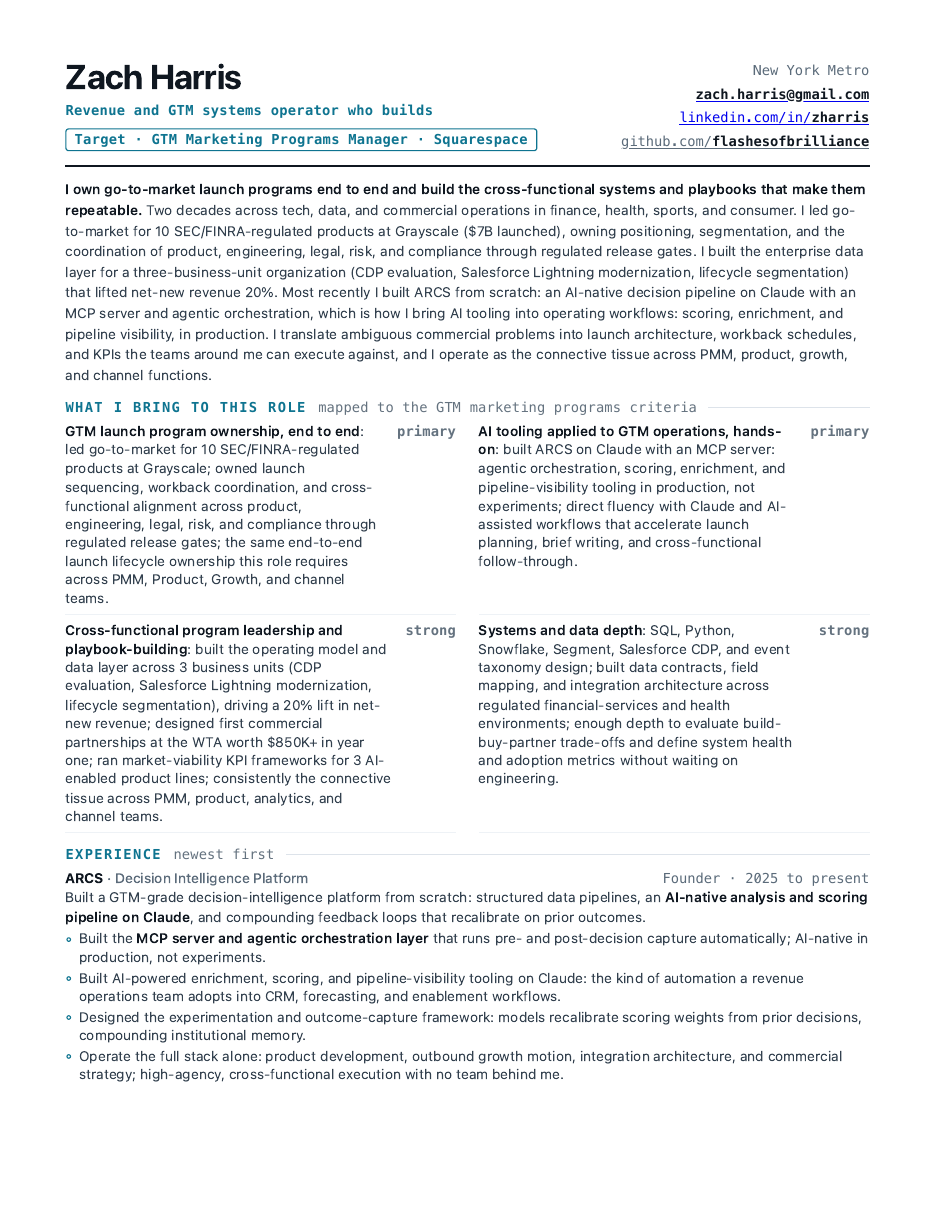 Zach Harris
Revenue and GTM systems operator who builds
Target · GTM Marketing Programs Manager · Squarespace
New York Metro
zach.harris@gmail.com
linkedin.com/in/zharris
github.com/flashesofbrilliance
I own go-to-market launch programs end to end and build the cross-functional systems and playbooks that make them
repeatable. Two decades across tech, data, and commercial operations in finance, health, sports, and consumer. I led go-
to-market for 10 SEC/FINRA-regulated products at Grayscale ($7B launched), owning positioning, segmentation, and the
coordination of product, engineering, legal, risk, and compliance through regulated release gates. I built the enterprise data
layer for a three-business-unit organization (CDP evaluation, Salesforce Lightning modernization, lifecycle segmentation)
that lifted net-new revenue 20%. Most recently I built ARCS from scratch: an AI-native decision pipeline on Claude with an
MCP server and agentic orchestration, which is how I bring AI tooling into operating workflows: scoring, enrichment, and
pipeline visibility, in production. I translate ambiguous commercial problems into launch architecture, workback schedules,
and KPIs the teams around me can execute against, and I operate as the connective tissue across PMM, product, growth,
and channel functions.
WHAT I BRING TO THIS ROLE mapped to the GTM marketing programs criteria
GTM launch program ownership, end to end: primary
led go-to-market for 10 SEC/FINRA-regulated
products at Grayscale; owned launch
sequencing, workback coordination, and cross-
functional alignment across product,
engineering, legal, risk, and compliance through
regulated release gates; the same end-to-end
launch lifecycle ownership this role requires
across PMM, Product, Growth, and channel
teams.
AI tooling applied to GTM operations, hands- primary
on: built ARCS on Claude with an MCP server:
agentic orchestration, scoring, enrichment, and
pipeline-visibility tooling in production, not
experiments; direct fluency with Claude and AI-
assisted workflows that accelerate launch
planning, brief writing, and cross-functional
follow-through.
Cross-functional program leadership and strong
playbook-building: built the operating model and
data layer across 3 business units (CDP
evaluation, Salesforce Lightning modernization,
lifecycle segmentation), driving a 20% lift in net-
new revenue; designed first commercial
partnerships at the WTA worth $850K+ in year
one; ran market-viability KPI frameworks for 3 AI-
enabled product lines; consistently the connective
tissue across PMM, product, analytics, and
channel teams.
Systems and data depth: SQL, Python, strong
Snowflake, Segment, Salesforce CDP, and event
taxonomy design; built data contracts, field
mapping, and integration architecture across
regulated financial-services and health
environments; enough depth to evaluate build-
buy-partner trade-offs and define system health
and adoption metrics without waiting on
engineering.
EXPERIENCE newest first
ARCS · Decision Intelligence Platform Founder · 2025 to present
Built a GTM-grade decision-intelligence platform from scratch: structured data pipelines, an AI-native analysis and scoring
pipeline on Claude, and compounding feedback loops that recalibrate on prior outcomes.
Built the MCP server and agentic orchestration layer that runs pre- and post-decision capture automatically; AI-native in
production, not experiments.
Built AI-powered enrichment, scoring, and pipeline-visibility tooling on Claude: the kind of automation a revenue
operations team adopts into CRM, forecasting, and enablement workflows.
Designed the experimentation and outcome-capture framework: models recalibrate scoring weights from prior decisions,
compounding institutional memory.
Operate the full stack alone: product development, outbound growth motion, integration architecture, and commercial
strategy; high-agency, cross-functional execution with no team behind me.